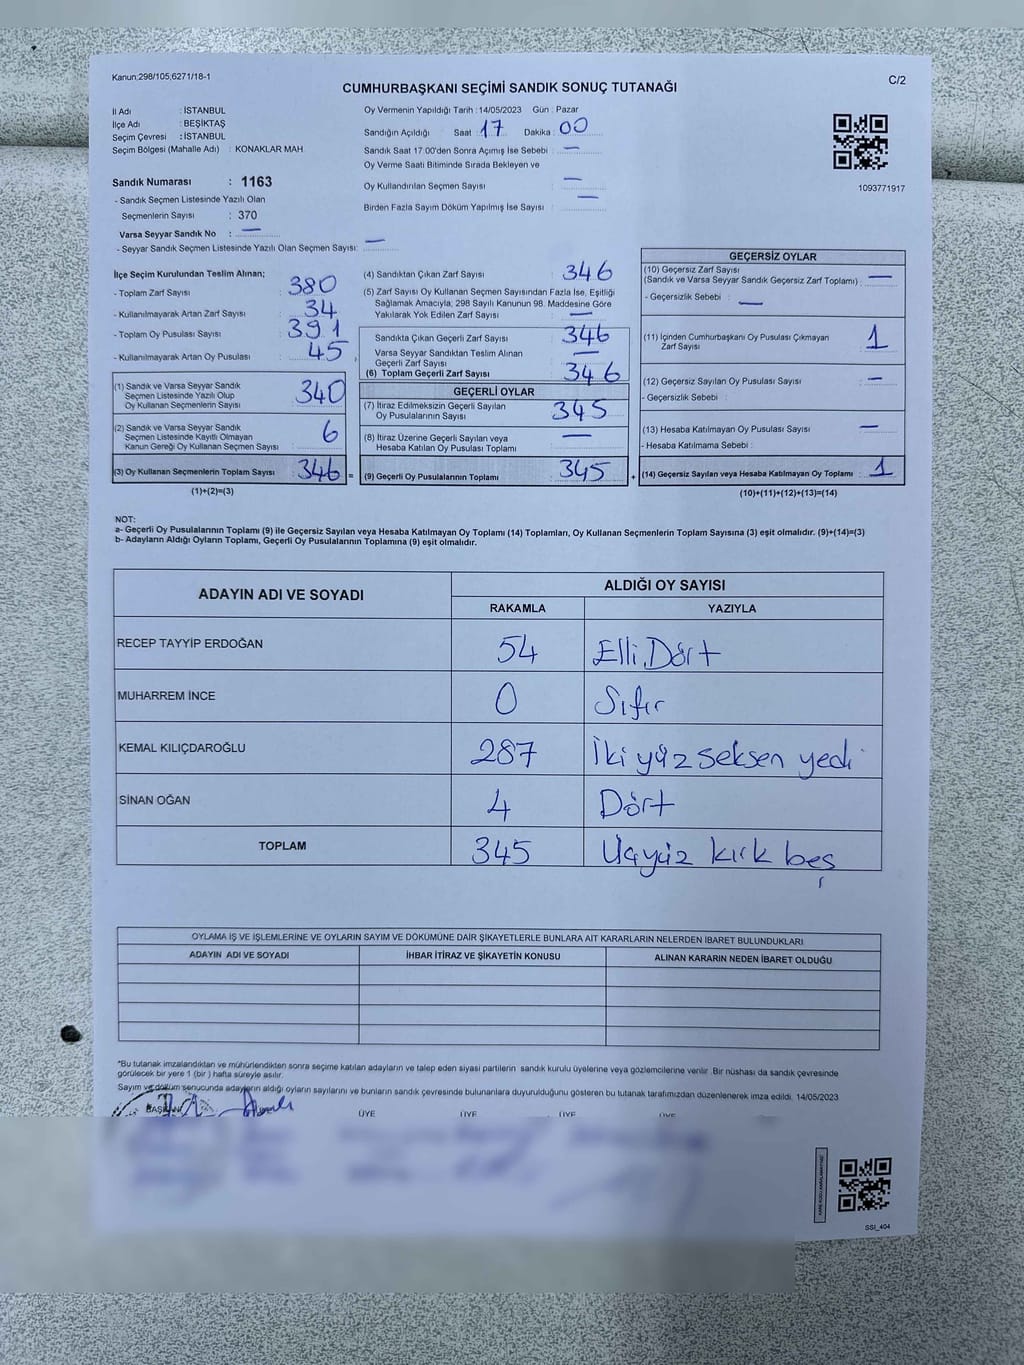 Kanun;298/105;6271/18-1
C/2
CUMHURBAŞKANI SEÇİMİ SANDIK SONUÇ TUTANAĞI
İl Adı : İSTANBUL
İlçe Adı : BEŞİKTAŞ
Seçim Çevresi : İSTANBUL
Seçim Bölgesi (Mahalle Adı) : KONAKLAR MAH.
Sandık Numarası : 1163
- Sandık Seçmen Listesinde Yazılı Olan
Seçmenlerin Sayısı : 370
Varsa Seyyar Sandık No : —
- Seyyar Sandık Seçmen Listesinde Yazılı Olan Seçmen Sayısı: —
Oy Vermenin Yapıldığı Tarih : 14/05/2023 Gün : Pazar
Sandığın Açıldığı Saat 17 Dakika : 00
Sandık Saat 17.00'den Sonra Açımış İse Sebebi : —
Oy Verme Saati Bitiminde Sırada Bekleyen ve
Oy Kullandırılan Seçmen Sayısı : —
Birden Fazla Sayım Döküm Yapılmış İse Sayısı : —
1093771917
İlçe Seçim Kurulundan Teslim Alınan;
- Toplam Zarf Sayısı : 380
- Kullanılmayarak Artan Zarf Sayısı : 34
- Toplam Oy Pusulası Sayısı : 391
- Kullanılmayarak Artan Oy Pusulası : 45
(1) Sandık ve Varsa Seyyar Sandık
Seçmen Listesinde Yazılı Olup
Oy Kullanan Seçmenlerin Sayısı 340
(2) Sandık ve Varsa Seyyar Sandık
Seçmen Listesinde Kayıtlı Olmayan
Kanun Gereği Oy Kullanan Seçmen Sayısı 6
(3) Oy Kullanan Seçmenlerin Toplam Sayısı 346 =
(1)+(2)=(3)
(4) Sandıktan Çıkan Zarf Sayısı : 346
(5) Zarf Sayısı Oy Kullanan Seçmen Sayısından Fazla İse, Eşitliği
Sağlamak Amacıyla; 298 Sayılı Kanunun 98. Maddesine Göre
Yakılarak Yok Edilen Zarf Sayısı : —
Sandıkta Çıkan Geçerli Zarf Sayısı : 346
Varsa Seyyar Sandıktan Teslim Alınan
Geçerli Zarf Sayısı : —
(6) Toplam Geçerli Zarf Sayısı : 346
GEÇERLİ OYLAR
(7) İtiraz Edilmeksizin Geçerli Sayılan
Oy Pusulalarının Sayısı : 345
(8) İtiraz Üzerine Geçerli Sayılan veya
Hesaba Katılan Oy Pusulası Toplamı : —
(9) Geçerli Oy Pusulalarının Toplamı : 345 +
GEÇERSİZ OYLAR
(10) Geçersiz Zarf Sayısı
(Sandık ve Varsa Seyyar Sandık Geçersiz Zarf Toplamı) : —
- Geçersizlik Sebebi : —
(11) İçinden Cumhurbaşkanı Oy Pusulası Çıkmayan
Zarf Sayısı : 1
(12) Geçersiz Sayılan Oy Pusulası Sayısı : —
- Geçersizlik Sebebi :
(13) Hesaba Katılmayan Oy Pusulası Sayısı : —
- Hesaba Katılmama Sebebi :
(14) Geçersiz Sayılan veya Hesaba Katılmayan Oy Toplamı : 1
(10)+(11)+(12)+(13)=(14)
NOT:
a- Geçerli Oy Pusulalarının Toplamı (9) ile Geçersiz Sayılan veya Hesaba Katılmayan Oy Toplamı (14) Toplamları, Oy Kullanan Seçmenlerin Toplam Sayısına (3) eşit olmalıdır. (9)+(14)=(3)
b- Adayların Aldığı Oyların Toplamı, Geçerli Oy Pusulalarının Toplamına (9) eşit olmalıdır.
ADAYIN ADI VE SOYADI
ALDIĞI OY SAYISI
RAKAMLA YAZIYLA
RECEP TAYYİP ERDOĞAN 54 Elli Dört
MUHARREM İNCE 0 Sıfır
KEMAL KILIÇDAROĞLU 287 İki yüz seksen yedi
SİNAN OĞAN 4 Dört
TOPLAM 345 Üçyüz kırk beş
OYLAMA İŞ VE İŞLEMLERİNE VE OYLARIN SAYIM VE DÖKÜMÜNE DAİR ŞİKAYETLERLE BUNLARA AİT KARARLARIN NELERDEN İBARET BULUNDUKLARI
ADAYIN ADI VE SOYADI İHBAR İTİRAZ VE ŞİKAYETİN KONUSU ALINAN KARARIN NEDEN İBARET OLDUĞU
*Bu tutanak imzalandıktan ve mühürlendikten sonra seçime katılan adayların ve talep eden siyasi partilerin sandık kurulu üyelerine veya gözlemcilerine verilir. Bir nüshası da sandık çevresinde
görülecek bir yere 1 (bir ) hafta süreyle asılır.
Sayım ve döküm sonucunda adayların aldığı oyların sayılarını ve bunların sandık çevresinde bulunanlara duyurulduğunu gösteren bu tutanak tarafımızdan düzenlenerek imza edildi. 14/05/2023
BAŞKAN ÜYE ÜYE ÜYE ÜYE
SSI_404